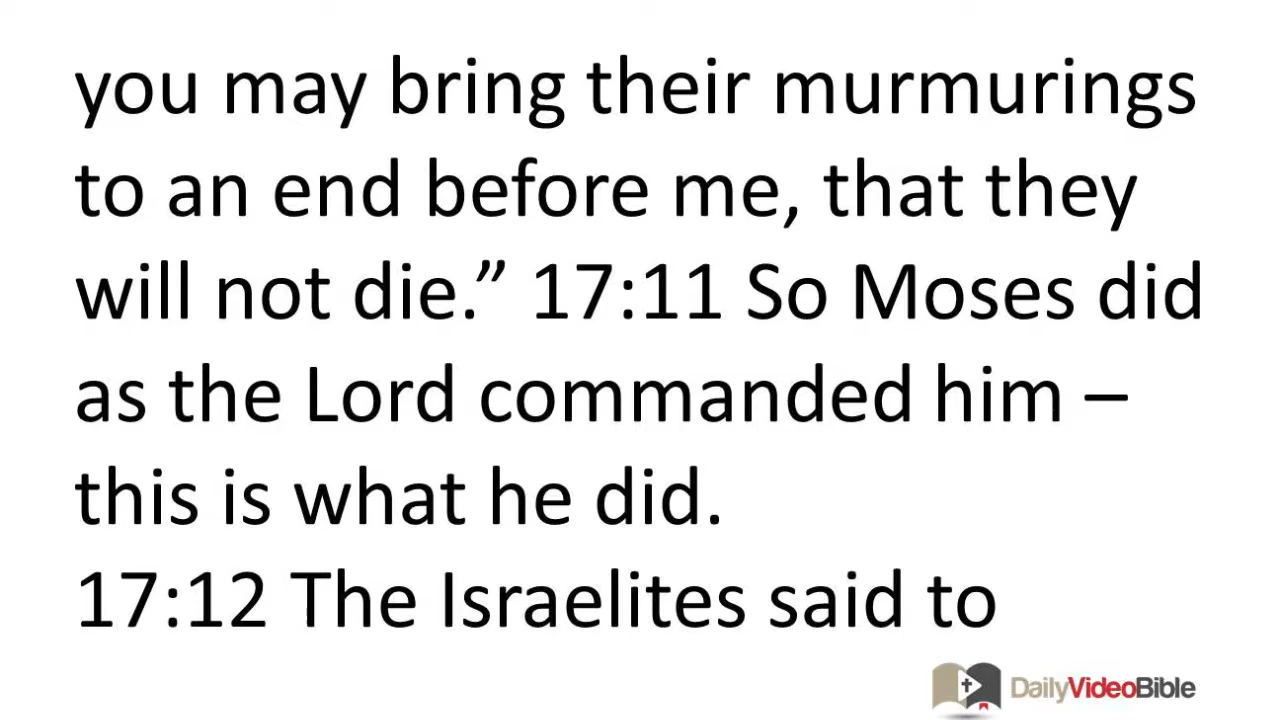 you may bring their murmurings
to an end before me, that they
will not die.” 17:11 So Moses did
as the Lord commanded him –
this is what he did.
17:12 The Israelites said to
DailyVideoBible